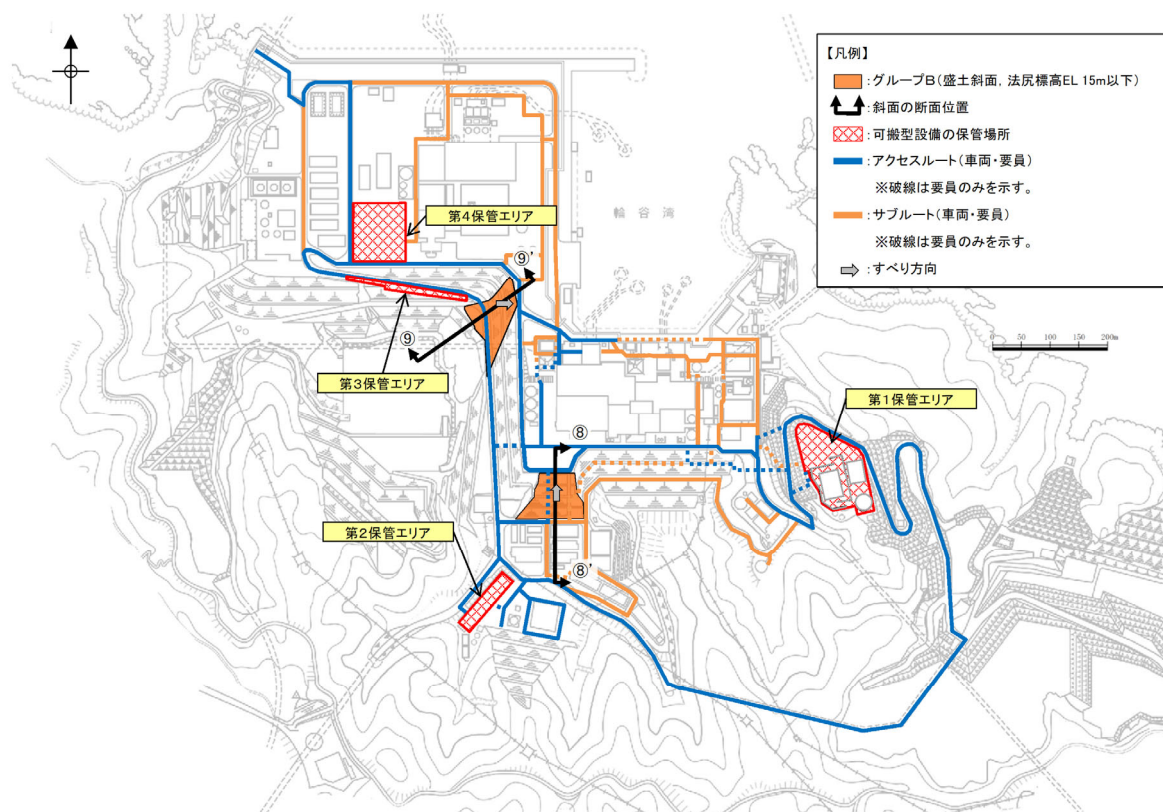 【凡例】
:グループB(盛土斜面, 法尻標高EL 15m以下)
:斜面の断面位置
:可搬型設備の保管場所
:アクセスルート(車両・要員)
※破線は要員のみを示す。
:サブルート(車両・要員)
※破線は要員のみを示す。
:すべり方向
第4保管エリア
輪谷湾
⑨'
⑨
0 50 100 150 200m
第3保管エリア
第1保管エリア
⑧
第2保管エリア
⑧'